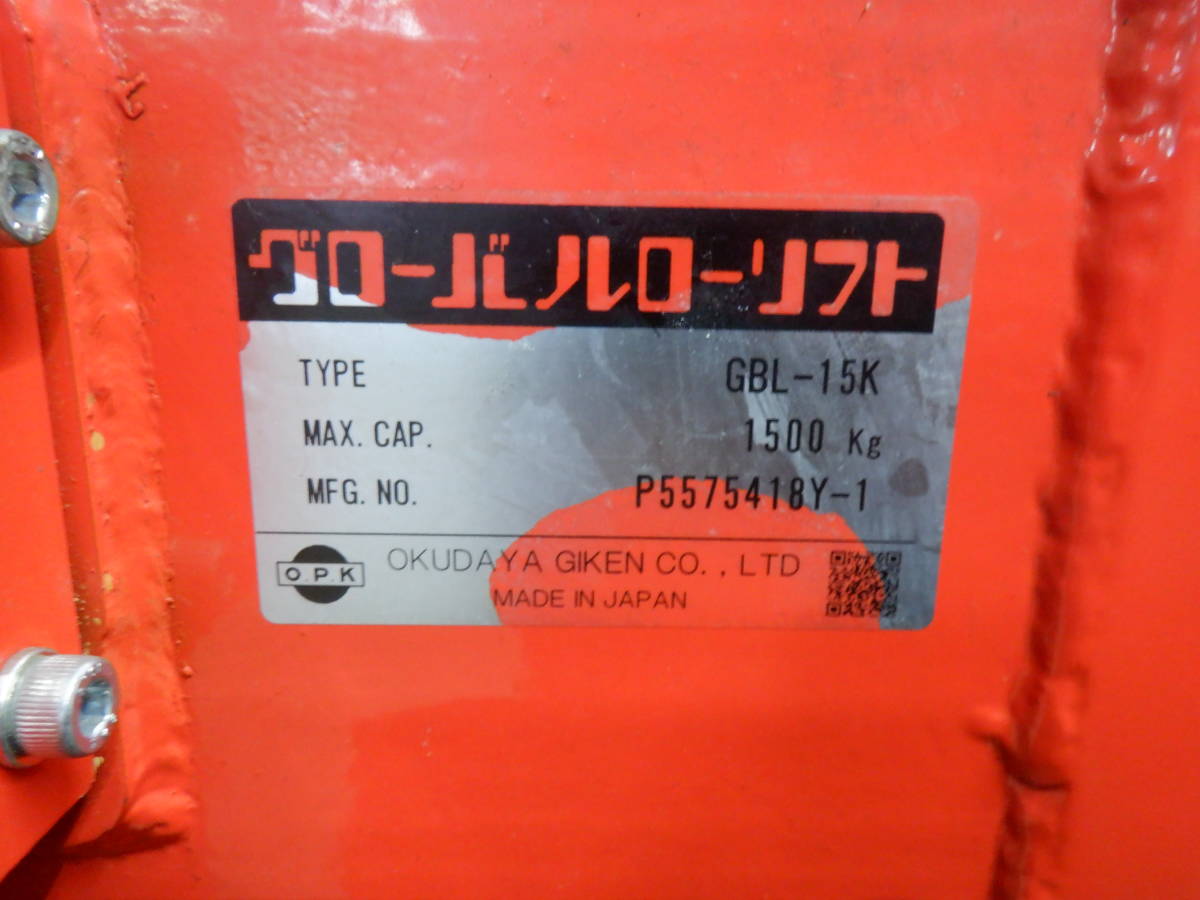 グローバルローリフト
TYPE GBL-15K
MAX. CAP. 1500 Kg
MFG. NO. P5575418Y-1
O.P.K OKUDAYA GIKEN CO., LTD
MADE IN JAPAN